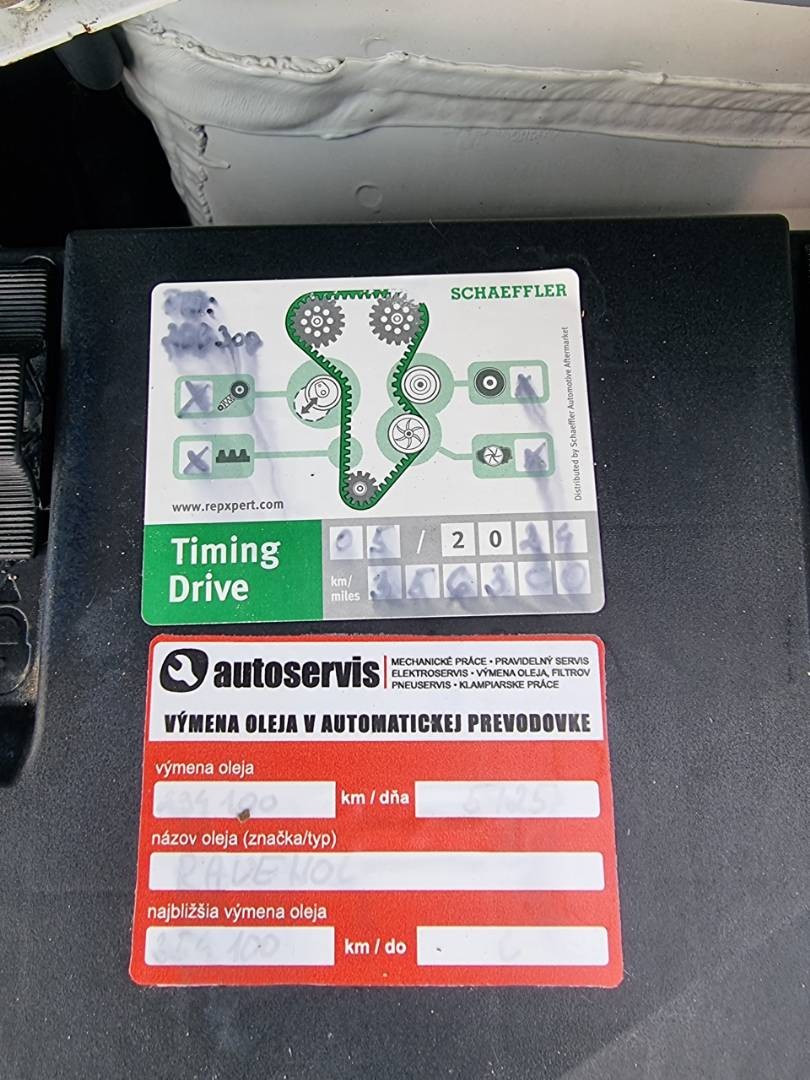 SCHAEFFLER
Distributed by Schaeffler Automotive Aftermarket
www.repxpert.com
Timing
Drive
05 / 20 24
km/
miles
autoservis
MECHANICKÉ PRÁCE • PRAVIDELNÝ SERVIS
ELEKTROSERVIS • VÝMENA OLEJA, FILTROV
PNEUSERVIS • KLAMPIARSKE PRÁCE
VÝMENA OLEJA V AUTOMATICKEJ PREVODOVKE
výmena oleja
km / dňa
názov oleja (značka/typ)
RAVENOL
najbližšia výmena oleja
km / do